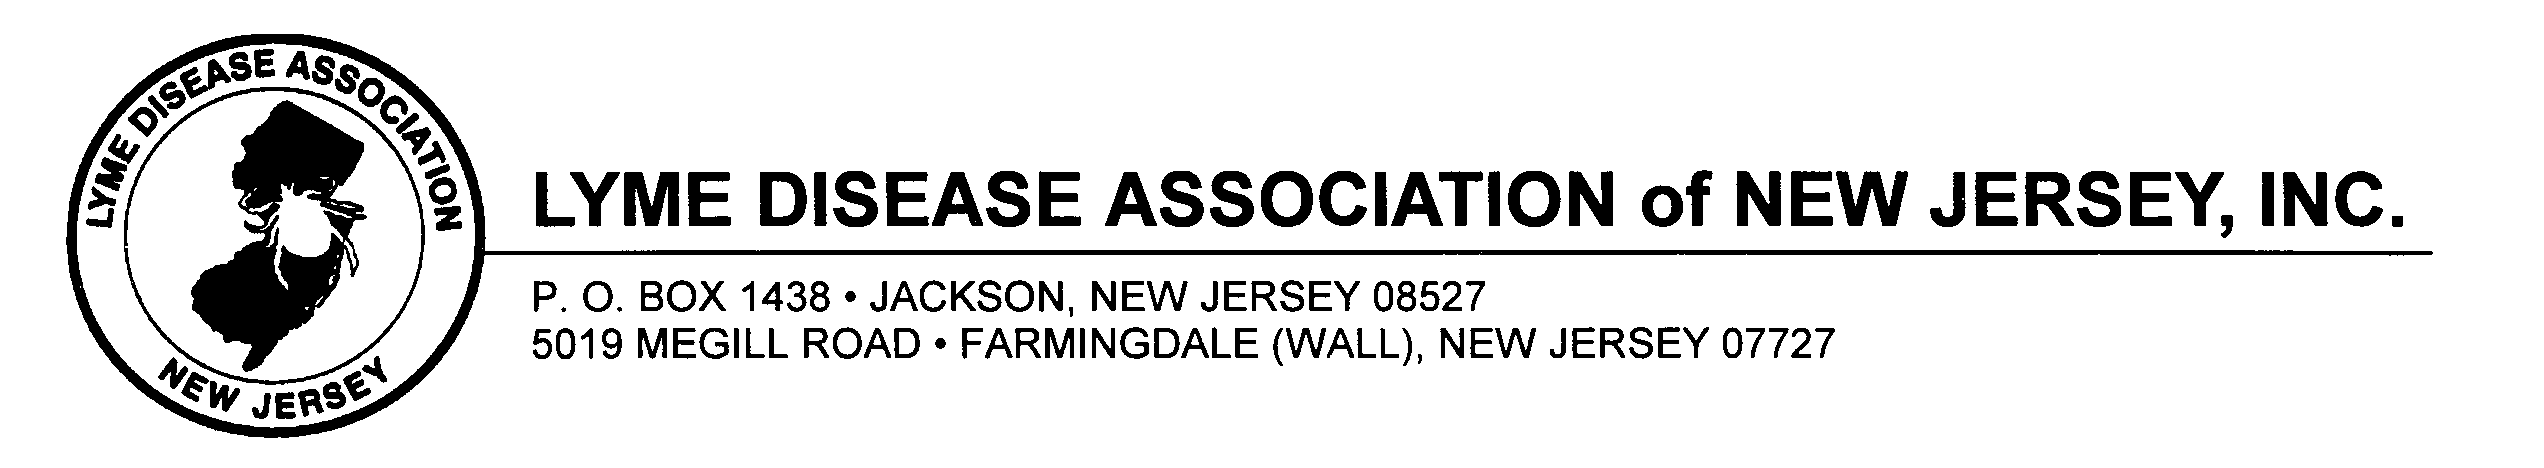 LYME DISEASE ASSOCIATION
NEW JERSEY
LYME DISEASE ASSOCIATION of NEW JERSEY, INC.
P. O. BOX 1438 • JACKSON, NEW JERSEY 08527
5019 MEGILL ROAD • FARMINGDALE (WALL), NEW JERSEY 07727